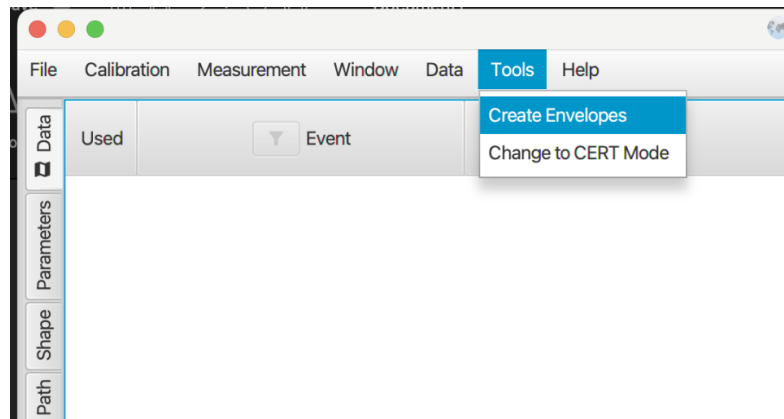 File Calibration Measurement Window Data Tools Help
Create Envelopes
Change to CERT Mode
Used Event
Data
Parameters
Shape
Path